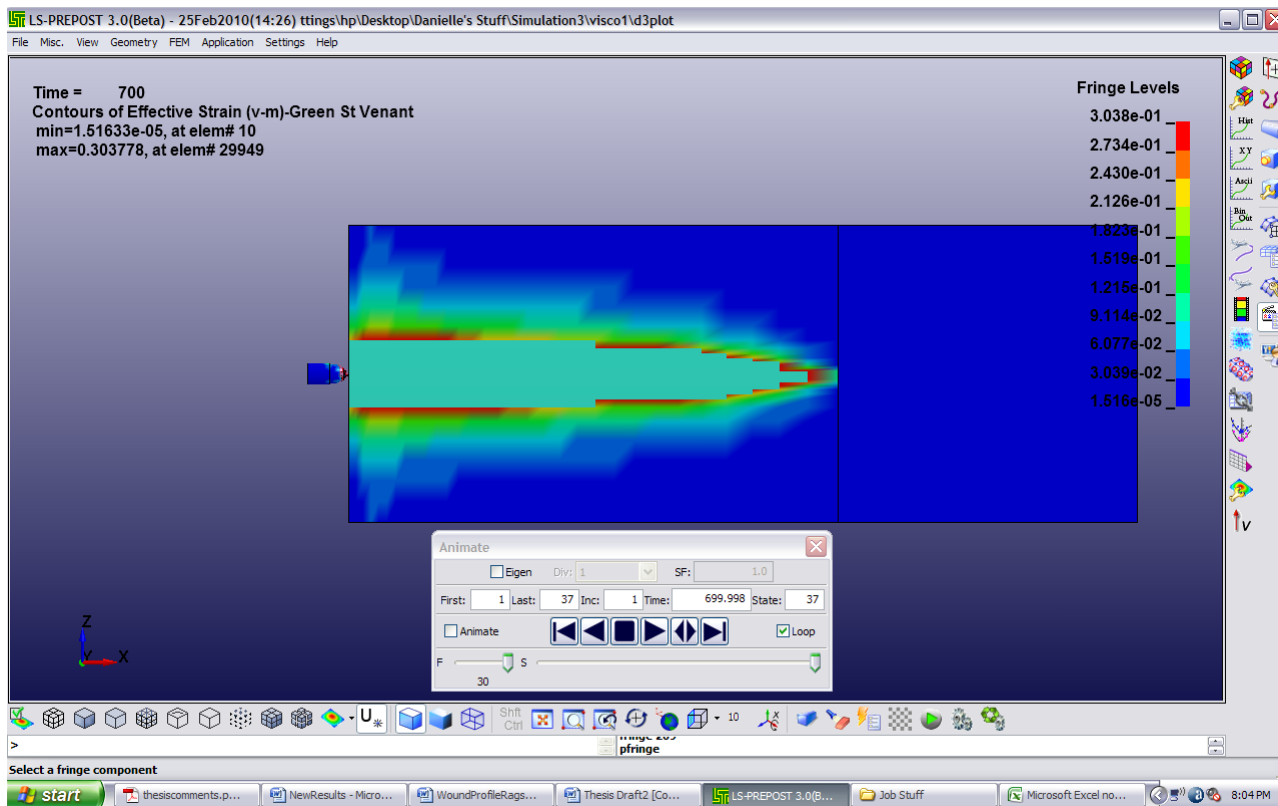 LS-PREPOST 3.0(Beta) - 25Feb2010(14:26) ttings\hp\Desktop\Danielle's Stuff\Simulation3\visco1\d3plot
File Misc. View Geometry FEM Application Settings Help
Time = 700
Contours of Effective Strain (v-m)-Green St Venant
min=1.51633e-05, at elem# 10
max=0.303778, at elem# 29949
Fringe Levels
3.038e-01
2.734e-01
2.430e-01
2.126e-01
1.823e-01
1.519e-01
1.215e-01
9.114e-02
6.077e-02
3.039e-02
1.516e-05
Hist
XY
Ascii
Bin Out
V
Z
Y X
Animate
Eigen Div: 1 SF: 1.0
First: 1 Last: 37 Inc: 1 Time: 699.998 State: 37
Animate Loop
F S
30
U* Shft Ctrl 10
>
pfringe
Select a fringe component
start thesiscomments.p... NewResults - Micro... WoundProfileRags... Thesis Draft2 [Co... LS-PREPOST 3.0(B... Job Stuff Microsoft Excel no... 8:04 PM